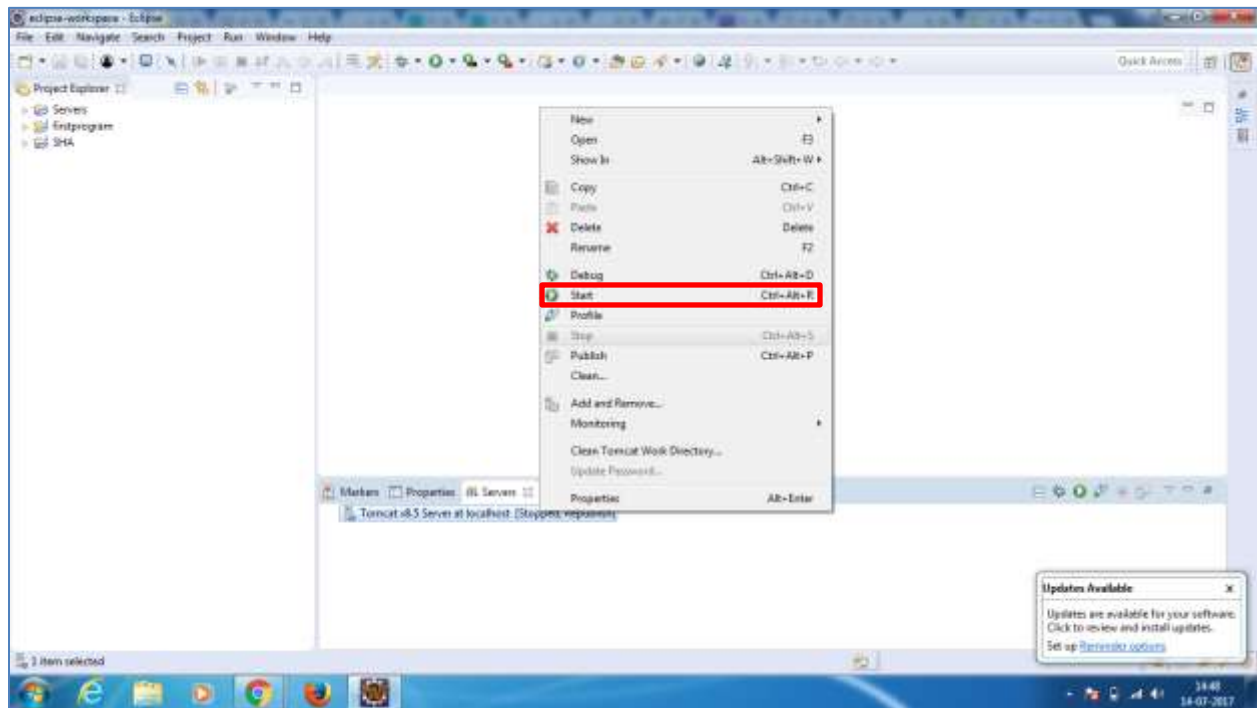 eclipse-workspace - Eclipse
File Edit Navigate Search Project Run Window Help
Quick Access
Project Explorer
Servers
firstprogram
SHA
New
Open F3
Show In Alt+Shift+W
Copy Ctrl+C
Paste Ctrl+V
Delete Delete
Rename F2
Debug Ctrl+Alt+D
Start Ctrl+Alt+R
Profile
Stop Ctrl+Alt+S
Publish Ctrl+Alt+P
Clean...
Add and Remove...
Monitoring
Clean Tomcat Work Directory...
Update Password...
Properties Alt+Enter
Markers Properties Servers
Tomcat v8.5 Server at localhost [Stopped, Republish]
Updates Available x
Updates are available for your software.
Click to review and install updates.
Set up Reminder options
1 item selected
14:48
14-07-2017